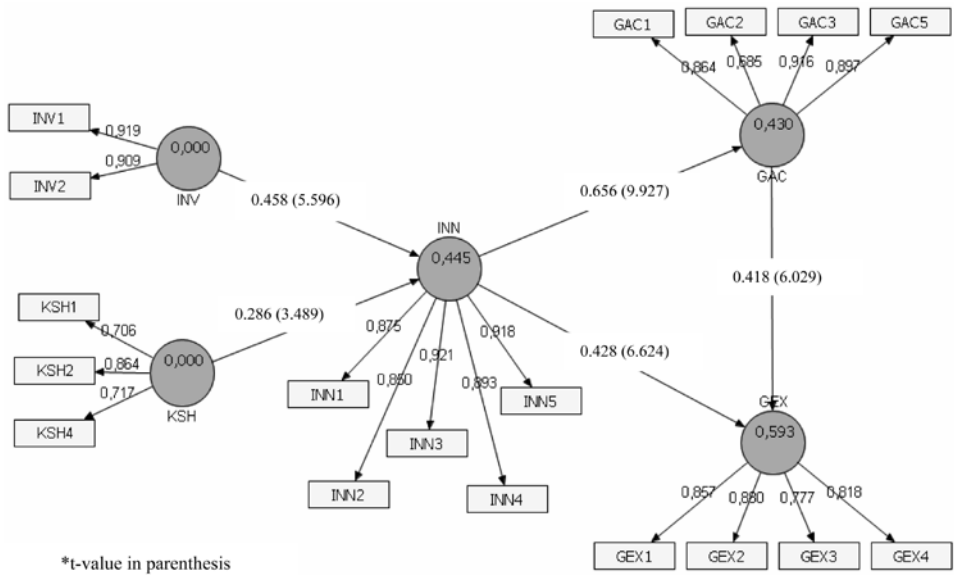 GAC1 GAC2 GAC3 GAC5
0,864 0,685 0,916 0,897
0,430
GAC
INV1
INV2
0,919
0,909
0,000
INV
0.458 (5.596)
0.656 (9.927)
INN
0,445
0.418 (6.029)
KSH1
KSH2
KSH4
0,706
0,864
0,717
0,000
KSH
0.286 (3.489)
0.428 (6.624)
0,875
0,850
0,921
0,893
0,918
INN1
INN2
INN3
INN4
INN5
GEX
0,593
0,857 0,880 0,777 0,818
GEX1 GEX2 GEX3 GEX4
*t-value in parenthesis